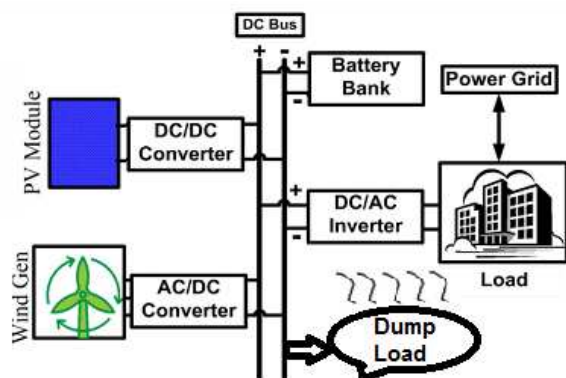 DC Bus
+ -
PV Module
DC/DC
Converter
+
-
Battery
Bank
Power Grid
+
-
DC/AC
Inverter
Load
Wind Gen
AC/DC
Converter
Dump
Load